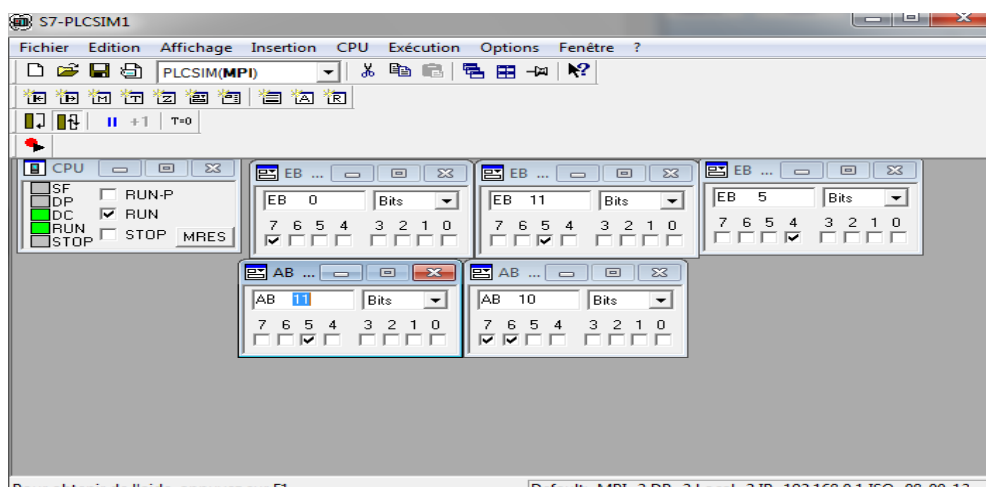 S7-PLCSIM1
Fichier Edition Affichage Insertion CPU Exécution Options Fenêtre ?
PLCSIM(MPI)
+1 T=0
CPU
SF
DP
DC
RUN
STOP
RUN-P
RUN
STOP MRES
EB ...
EB 0 Bits
7 6 5 4 3 2 1 0
EB ...
EB 11 Bits
7 6 5 4 3 2 1 0
EB ...
EB 5 Bits
7 6 5 4 3 2 1 0
AB ...
AB 11 Bits
7 6 5 4 3 2 1 0
AB ...
AB 10 Bits
7 6 5 4 3 2 1 0